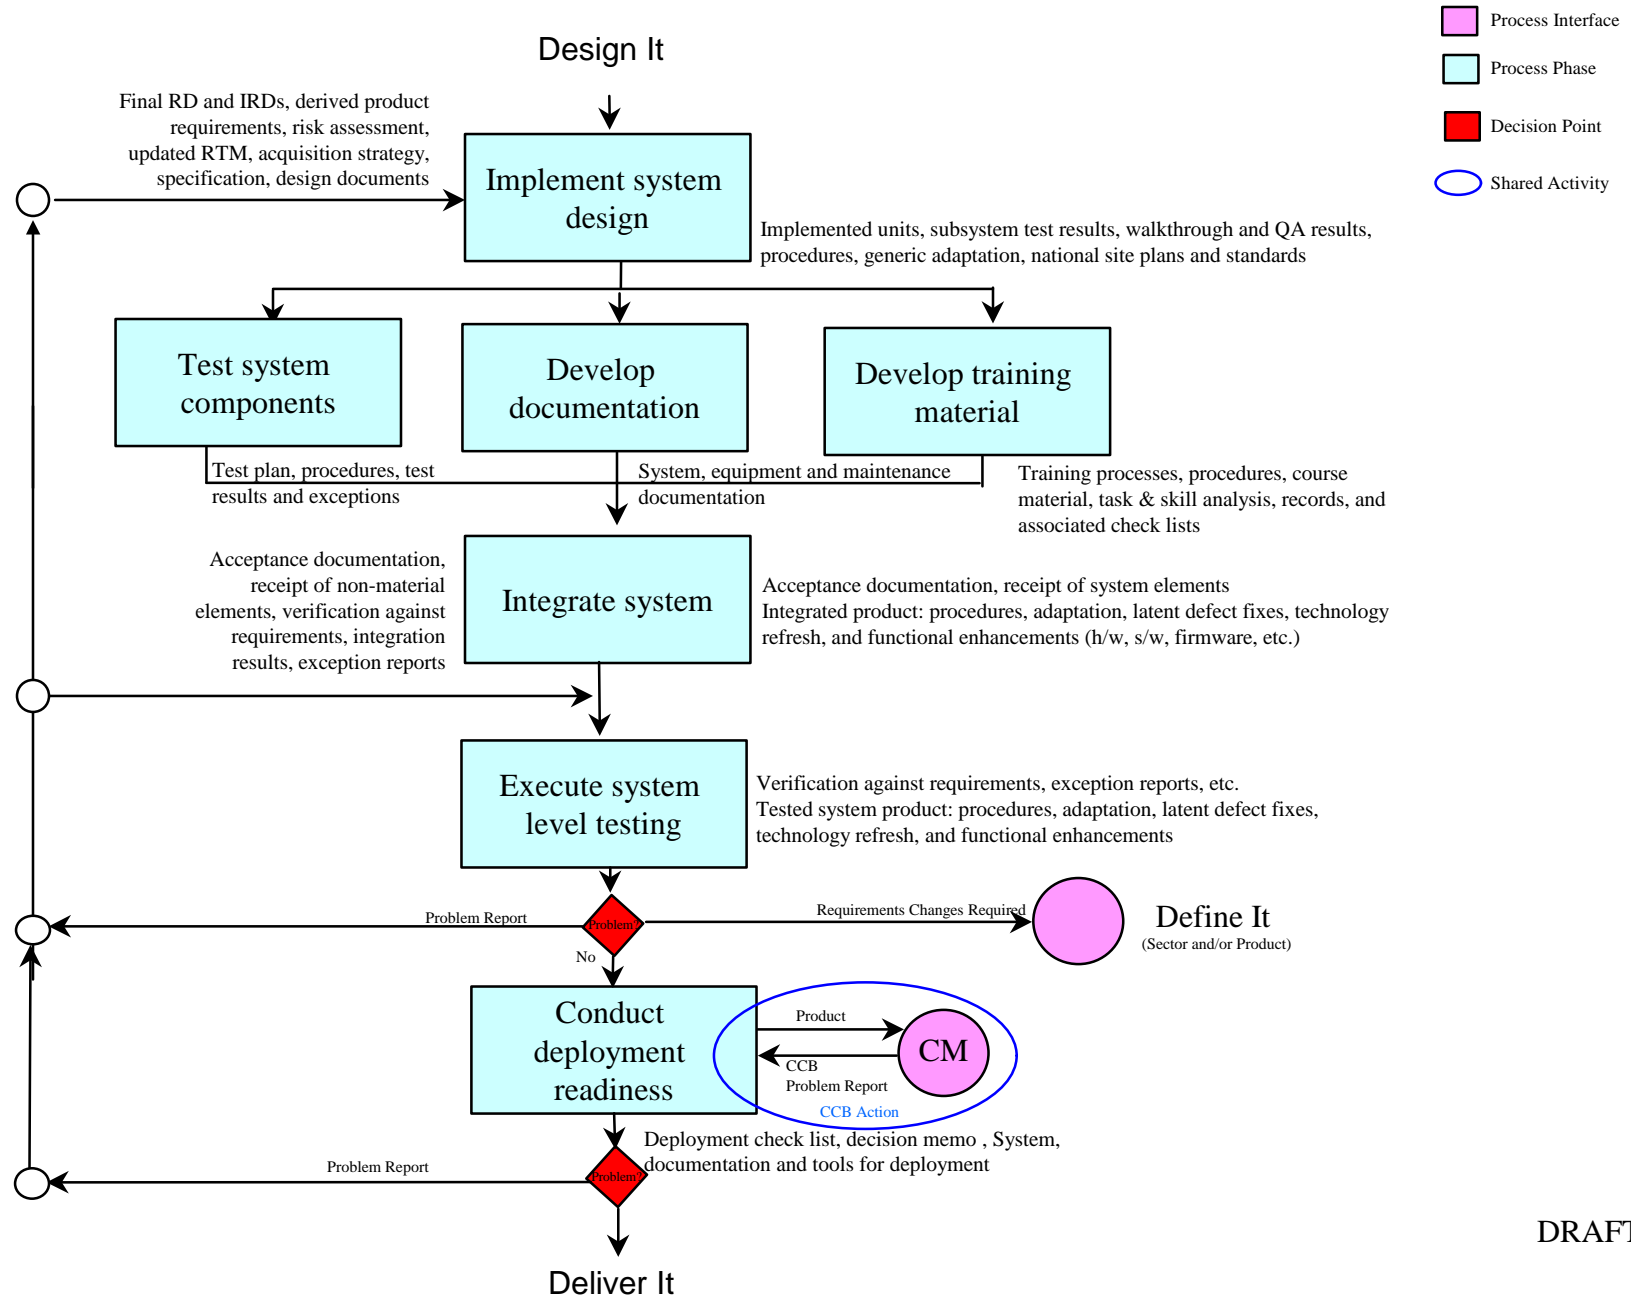 Process Interface
Design It
Process Phase
Final RD and IRDs, derived product
requirements, risk assessment,
updated RTM, acquisition strategy,
specification, design documents
Decision Point
Implement system
design
Shared Activity
Implemented units, subsystem test results, walkthrough and QA results,
procedures, generic adaptation, national site plans and standards
Test system
components
Develop
documentation
Develop training
material
Test plan, procedures, test
results and exceptions
System, equipment and maintenance
documentation
Training processes, procedures, course
material, task & skill analysis, records, and
associated check lists
Acceptance documentation,
receipt of non-material
elements, verification against
requirements, integration
results, exception reports
Integrate system
Acceptance documentation, receipt of system elements
Integrated product: procedures, adaptation, latent defect fixes, technology
refresh, and functional enhancements (h/w, s/w, firmware, etc.)
Execute system
level testing
Verification against requirements, exception reports, etc.
Tested system product: procedures, adaptation, latent defect fixes,
technology refresh, and functional enhancements
Problem Report
Problem?
Requirements Changes Required
Define It
(Sector and/or Product)
No
Conduct
deployment
readiness
Product
CM
CCB
Problem Report
CCB Action
Deployment check list, decision memo , System,
documentation and tools for deployment
Problem Report
Problem?
DRAFT
Deliver It